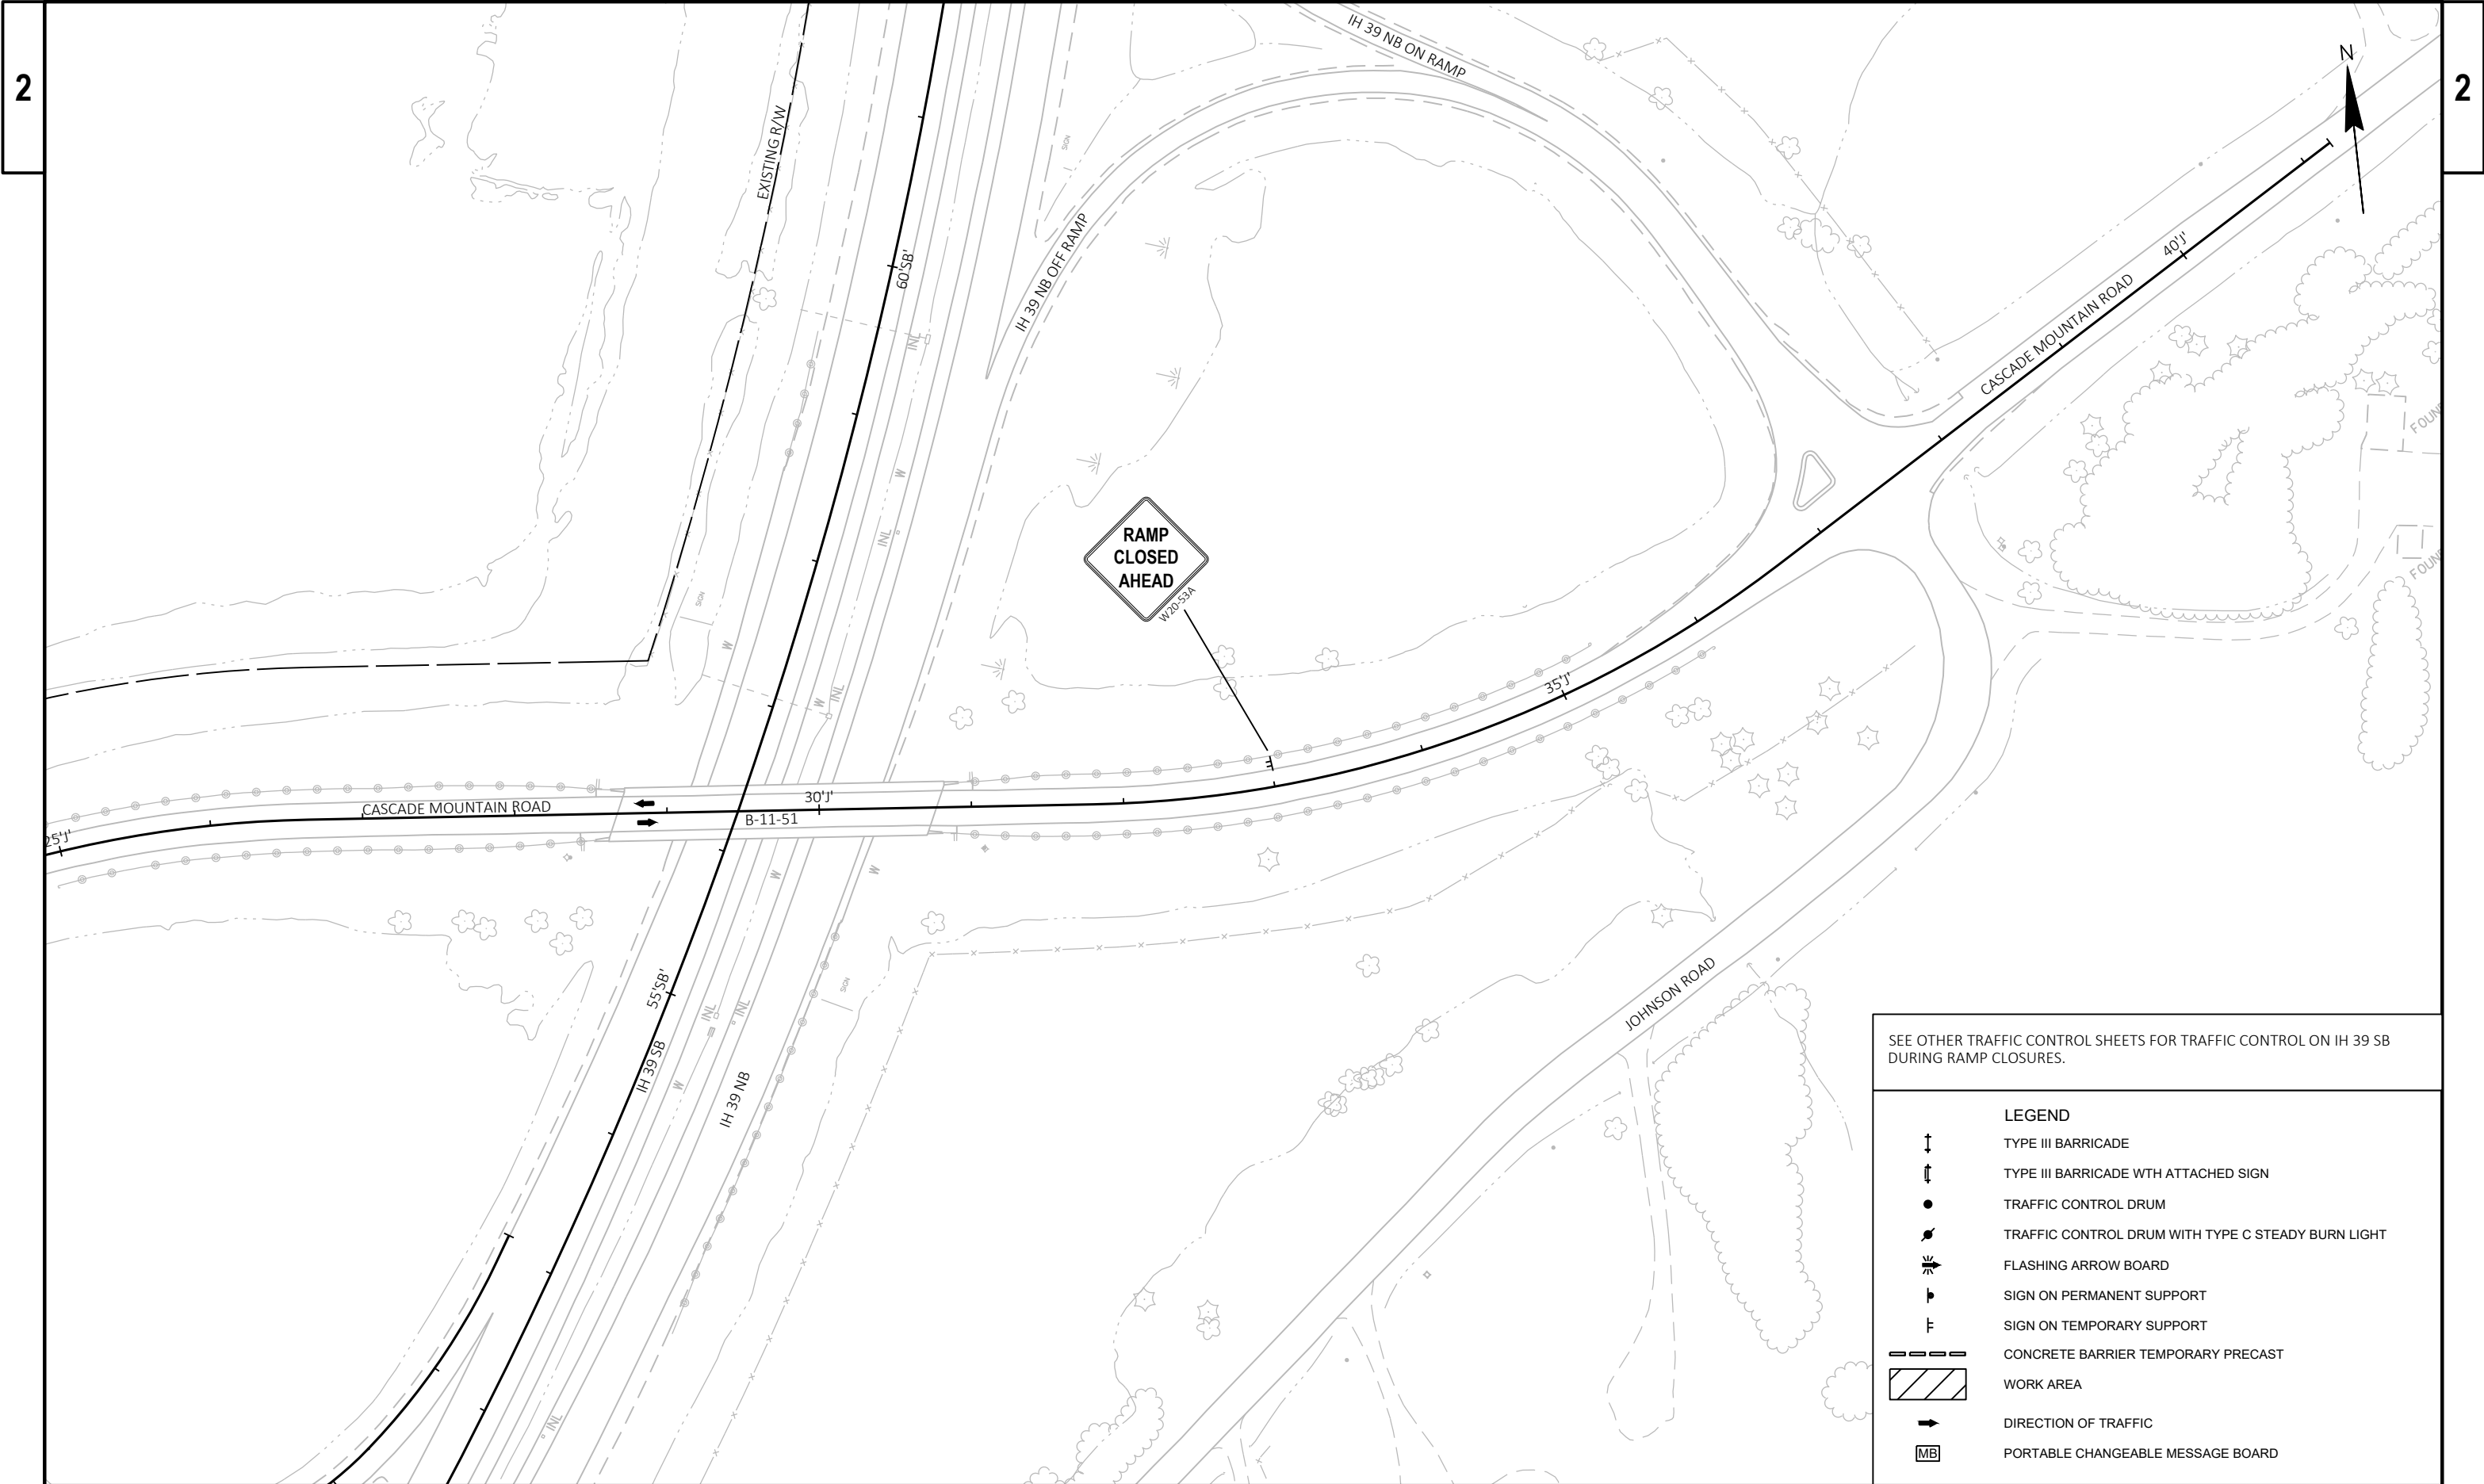 2
2
N
IH 39 NB ON RAMP
EXISTING R/W
SIGN
60'SB'
IH 39 NB OFF RAMP
INL
40'J'
CASCADE MOUNTAIN ROAD
W
INL
RAMP
CLOSED
AHEAD
W20-53A
SIGN
W
W
INL
35'J'
CASCADE MOUNTAIN ROAD
30'J'
B-11-51
25'J'
W
W
55'SB'
SIGN
INL
INL
IH 39 SB
W
IH 39 NB
JOHNSON ROAD
INL
SEE OTHER TRAFFIC CONTROL SHEETS FOR TRAFFIC CONTROL ON IH 39 SB
DURING RAMP CLOSURES.
LEGEND
TYPE III BARRICADE
TYPE III BARRICADE WTH ATTACHED SIGN
TRAFFIC CONTROL DRUM
TRAFFIC CONTROL DRUM WITH TYPE C STEADY BURN LIGHT
FLASHING ARROW BOARD
SIGN ON PERMANENT SUPPORT
SIGN ON TEMPORARY SUPPORT
CONCRETE BARRIER TEMPORARY PRECAST
WORK AREA
DIRECTION OF TRAFFIC
MB PORTABLE CHANGEABLE MESSAGE BOARD